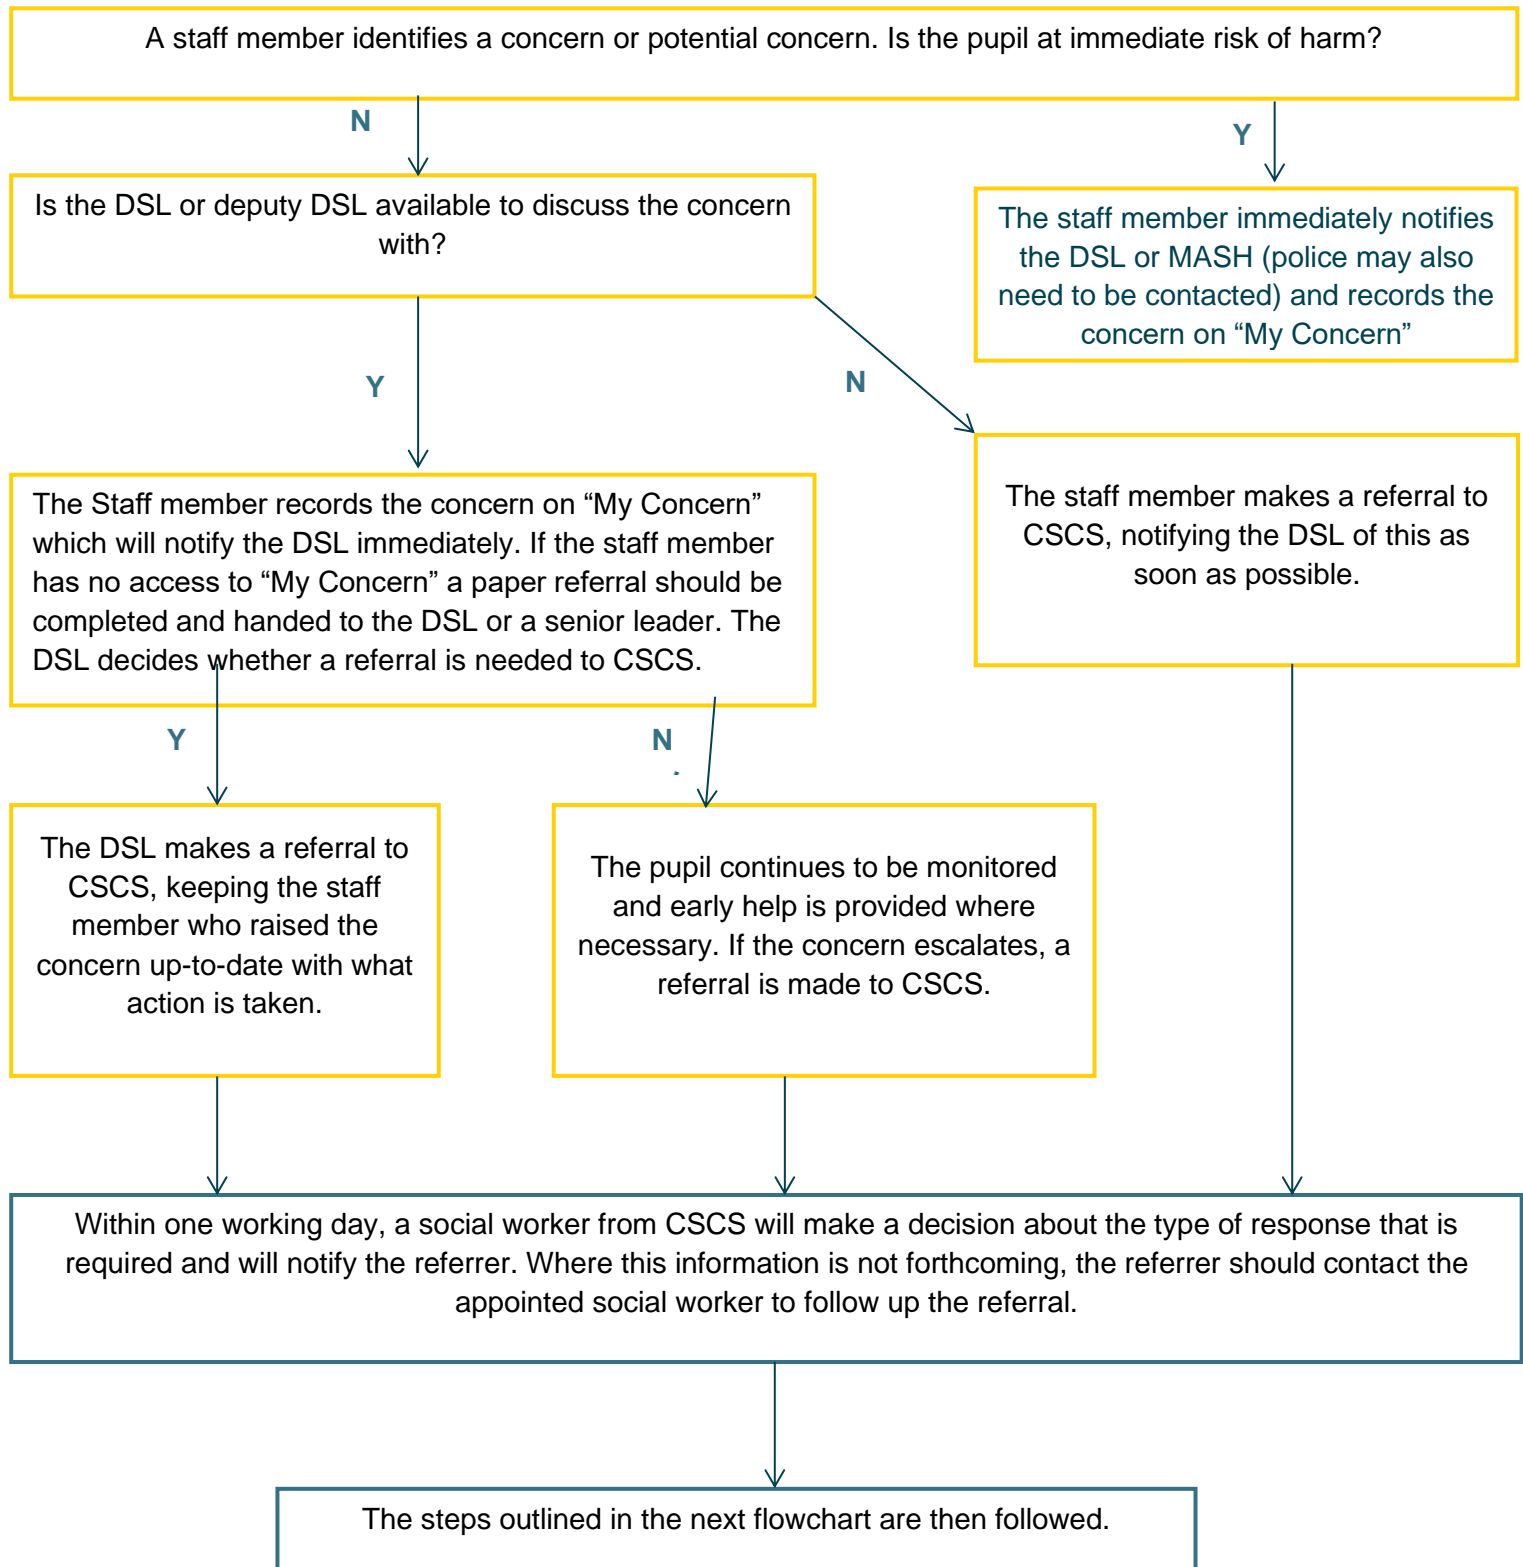 A staff member identifies a concern or potential concern. Is the pupil at immediate risk of harm?
N
Y
Is the DSL or deputy DSL available to discuss the concern
with?
The staff member immediately notifies
the DSL or MASH (police may also
need to be contacted) and records the
concern on “My Concern”
Y
N
The Staff member records the concern on “My Concern”
which will notify the DSL immediately. If the staff member
has no access to “My Concern” a paper referral should be
completed and handed to the DSL or a senior leader. The
DSL decides whether a referral is needed to CSCS.
The staff member makes a referral to
CSCS, notifying the DSL of this as
soon as possible.
Y
N
The DSL makes a referral to
CSCS, keeping the staff
member who raised the
concern up-to-date with what
action is taken.
The pupil continues to be monitored
and early help is provided where
necessary. If the concern escalates, a
referral is made to CSCS.
Within one working day, a social worker from CSCS will make a decision about the type of response that is
required and will notify the referrer. Where this information is not forthcoming, the referrer should contact the
appointed social worker to follow up the referral.
The steps outlined in the next flowchart are then followed.